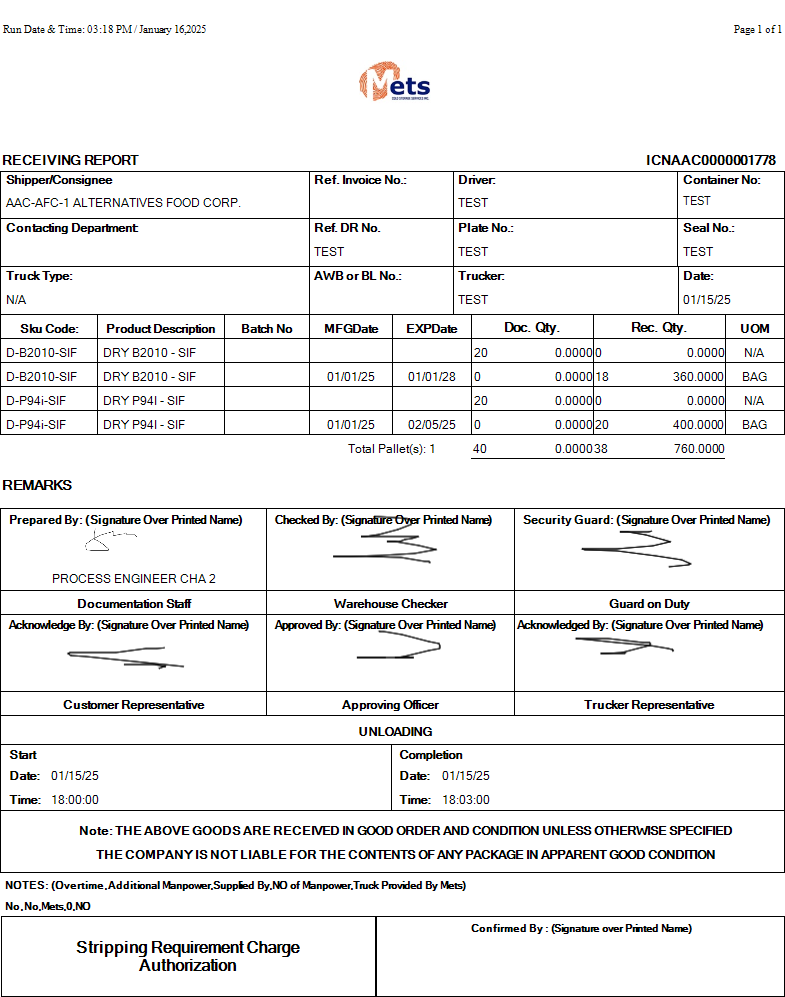 Run Date & Time: 03:18 PM / January 16,2025 Page 1 of 1
Mets
RECEIVING REPORT ICNAAC0000001778
Shipper/Consignee Ref. Invoice No.: Driver: Container No:
AAC-AFC-1 ALTERNATIVES FOOD CORP. TEST TEST
Contacting Department: Ref. DR No. Plate No.: Seal No.:
TEST TEST TEST
Truck Type: AWB or BL No.: Trucker: Date:
N/A TEST 01/15/25
Sku Code: Product Description Batch No MFGDate EXPDate Doc. Qty. Rec. Qty. UOM
D-B2010-SIF DRY B2010 - SIF 20 0.0000 0 0.0000 N/A
D-B2010-SIF DRY B2010 - SIF 01/01/25 01/01/28 0 0.0000 18 360.0000 BAG
D-P94i-SIF DRY P94I - SIF 20 0.0000 0 0.0000 N/A
D-P94i-SIF DRY P94I - SIF 01/01/25 02/05/25 0 0.0000 20 400.0000 BAG
Total Pallet(s): 1 40 0.0000 38 760.0000
REMARKS
Prepared By: (Signature Over Printed Name) Checked By: (Signature Over Printed Name) Security Guard: (Signature Over Printed Name)
PROCESS ENGINEER CHA 2
Documentation Staff Warehouse Checker Guard on Duty
Acknowledge By: (Signature Over Printed Name) Approved By: (Signature Over Printed Name) Acknowledged By: (Signature Over Printed Name)
Customer Representative Approving Officer Trucker Representative
UNLOADING
Start Completion
Date: 01/15/25 Date: 01/15/25
Time: 18:00:00 Time: 18:03:00
Note: THE ABOVE GOODS ARE RECEIVED IN GOOD ORDER AND CONDITION UNLESS OTHERWISE SPECIFIED
THE COMPANY IS NOT LIABLE FOR THE CONTENTS OF ANY PACKAGE IN APPARENT GOOD CONDITION
NOTES: (Overtime,Additional Manpower,Supplied By,NO of Manpower,Truck Provided By Mets)
No,No,Mets,0,NO
Stripping Requirement Charge Confirmed By : (Signature over Printed Name)
Authorization